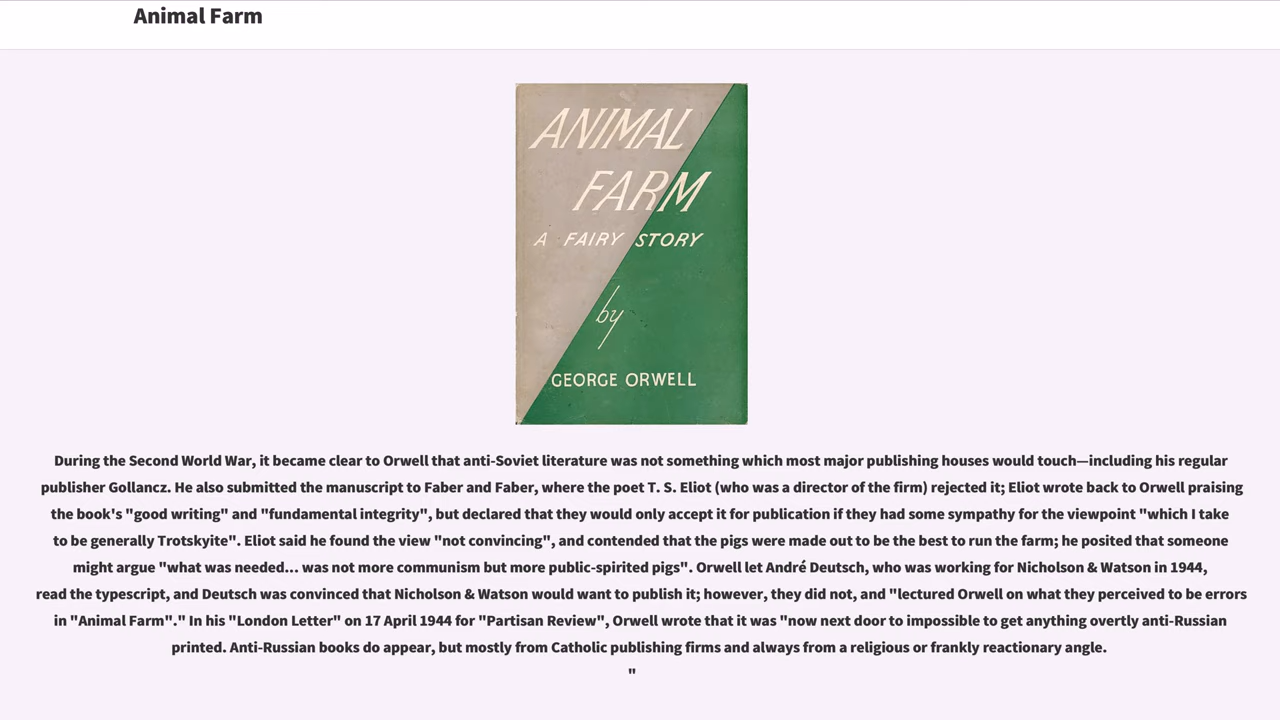 Animal Farm
ANIMAL
FARM
A FAIRY STORY
by
GEORGE ORWELL
During the Second World War, it became clear to Orwell that anti-Soviet literature was not something which most major publishing houses would touch—including his regular
publisher Gollancz. He also submitted the manuscript to Faber and Faber, where the poet T. S. Eliot (who was a director of the firm) rejected it; Eliot wrote back to Orwell praising
the book's "good writing" and "fundamental integrity", but declared that they would only accept it for publication if they had some sympathy for the viewpoint "which I take
to be generally Trotskyite". Eliot said he found the view "not convincing", and contended that the pigs were made out to be the best to run the farm; he posited that someone
might argue "what was needed... was not more communism but more public-spirited pigs". Orwell let André Deutsch, who was working for Nicholson & Watson in 1944,
read the typescript, and Deutsch was convinced that Nicholson & Watson would want to publish it; however, they did not, and "lectured Orwell on what they perceived to be errors
in "Animal Farm"." In his "London Letter" on 17 April 1944 for "Partisan Review", Orwell wrote that it was "now next door to impossible to get anything overtly anti-Russian
printed. Anti-Russian books do appear, but mostly from Catholic publishing firms and always from a religious or frankly reactionary angle.
"